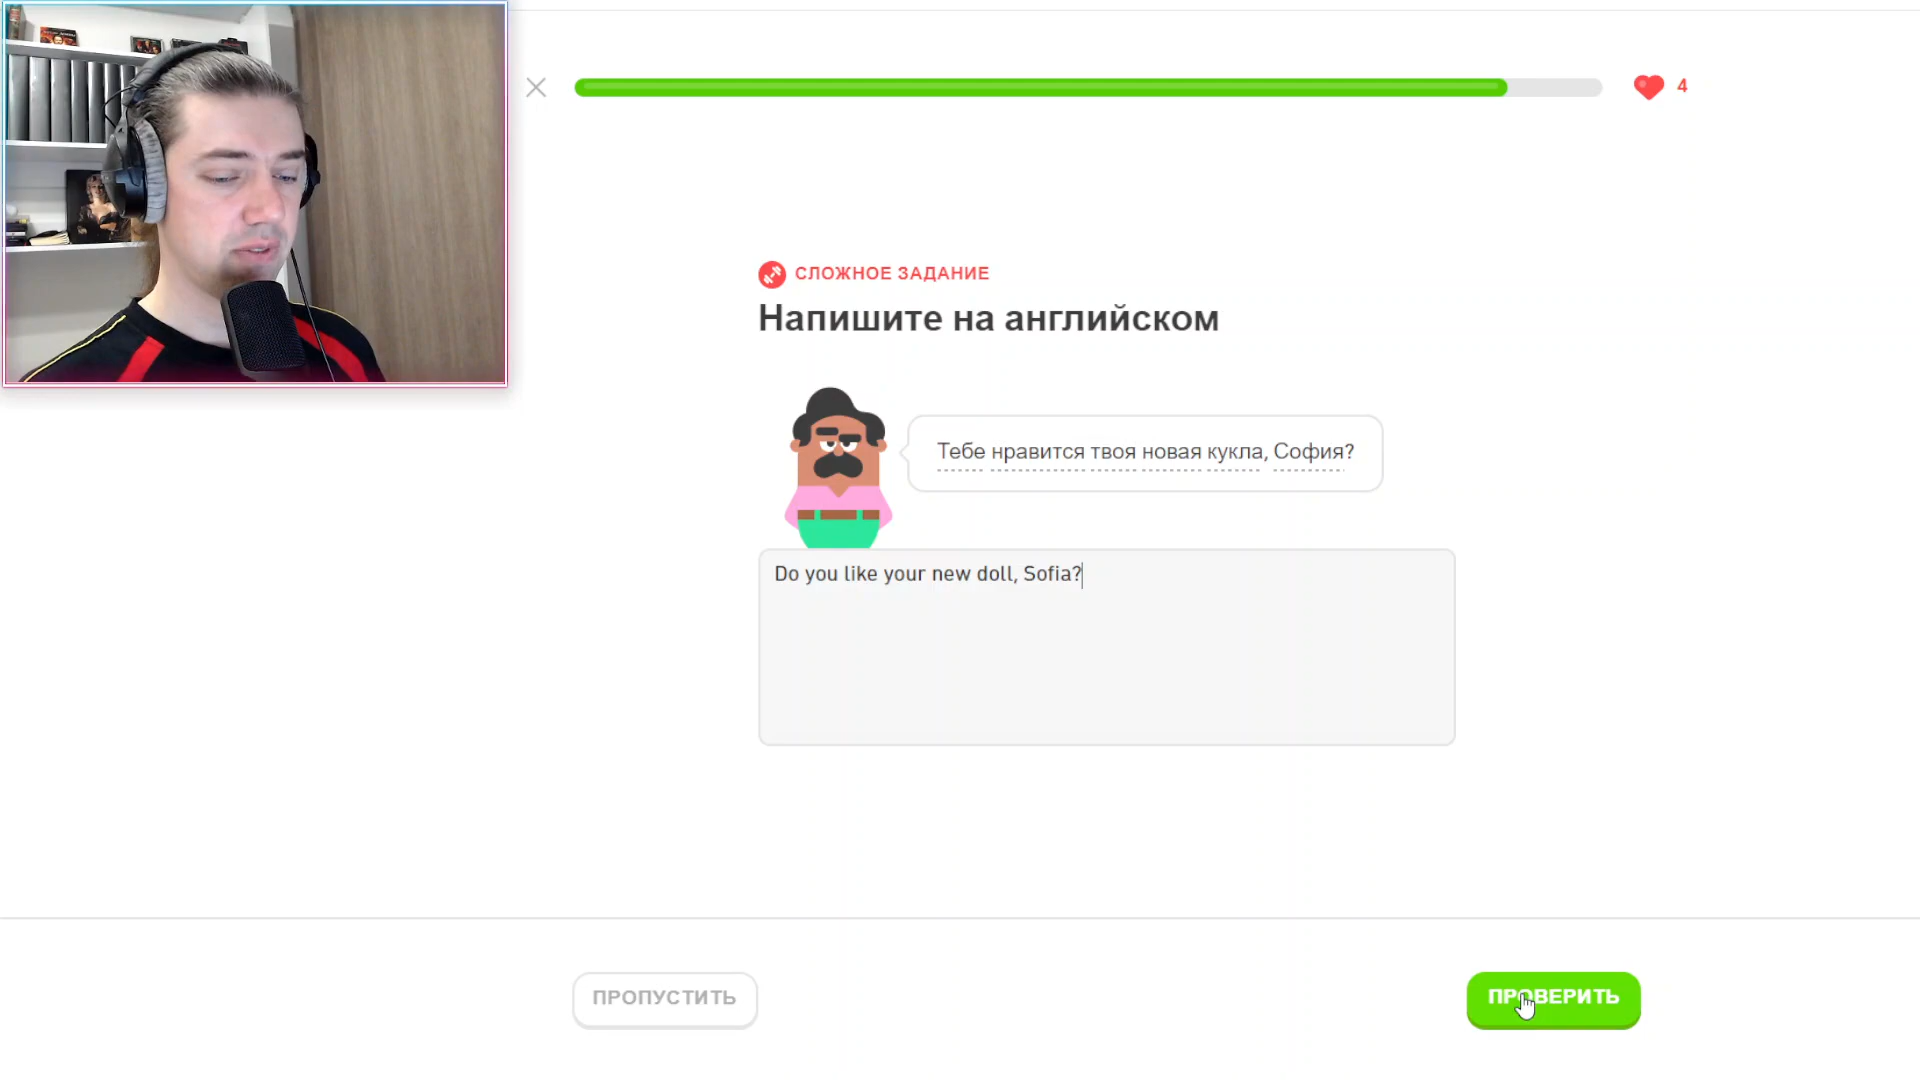 4
СЛОЖНОЕ ЗАДАНИЕ
Напишите на английском
Тебе нравится твоя новая кукла, София?
Do you like your new doll, Sofia?
ПРОПУСТИТЬ
ПРОВЕРИТЬ